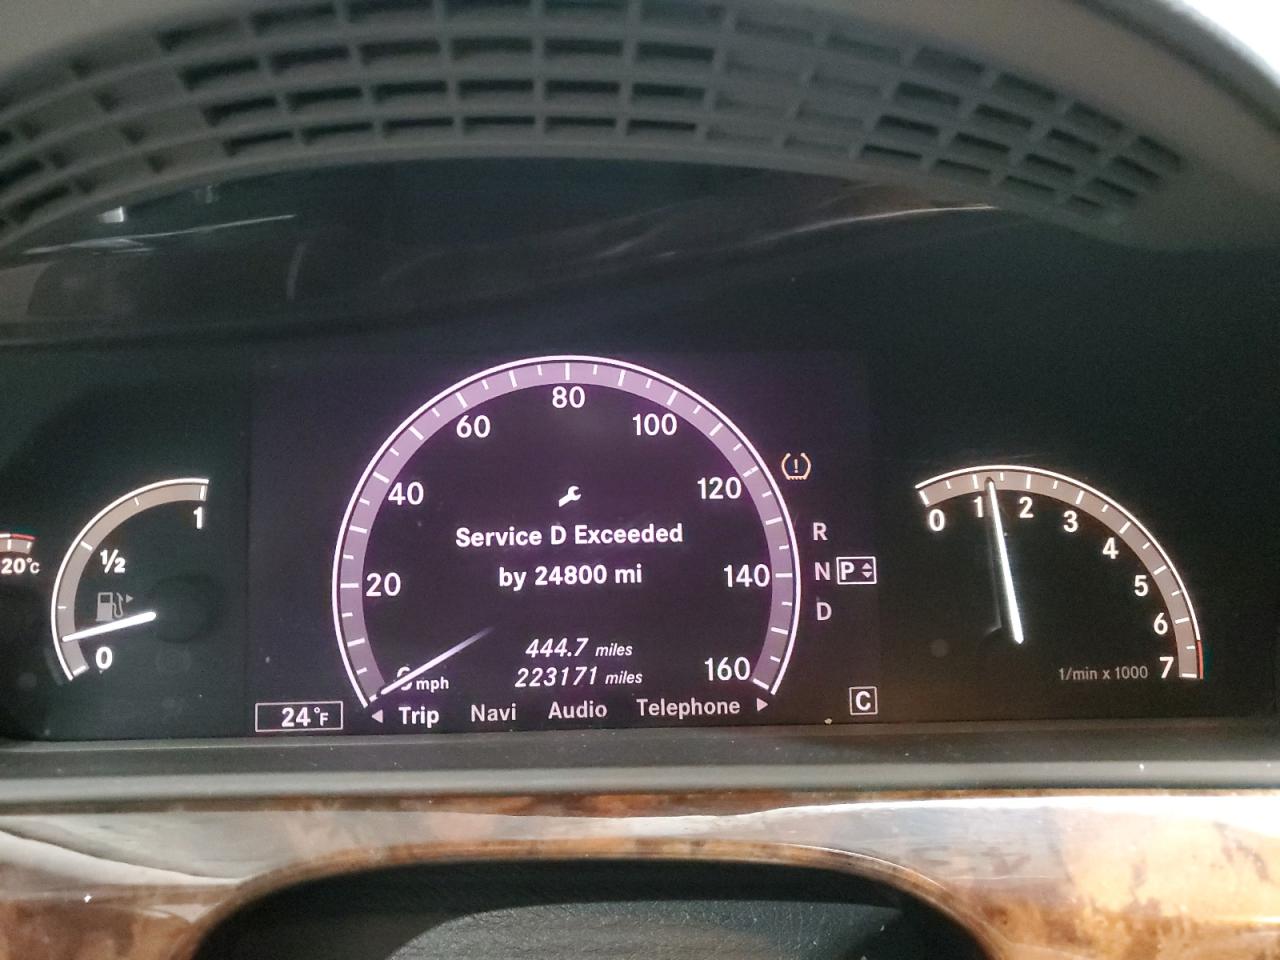 1
1/2
0
120°C
80
60
100
40
120
Service D Exceeded
by 24800 mi
20
140
444.7 miles
223171 miles
160
mph
24°F
Trip Navi Audio Telephone
R
N P
D
C
0 1 2 3 4 5 6 7
1/min x 1000